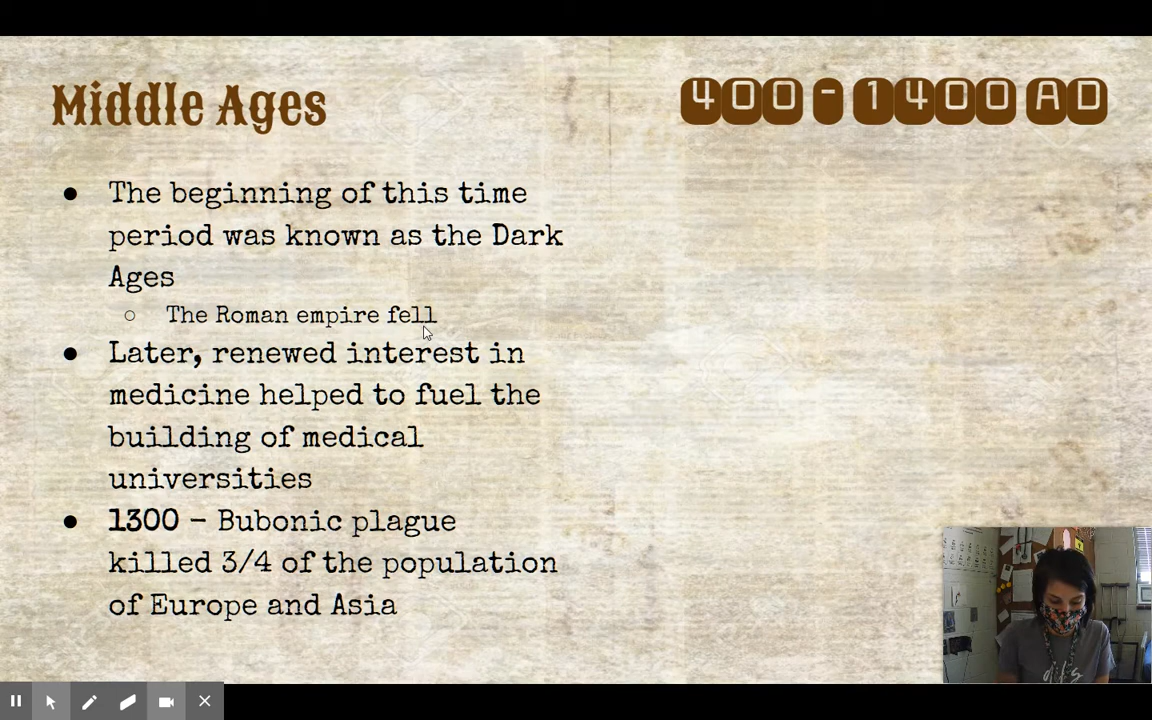 Middle Ages
400 - 1400 AD
● The beginning of this time
period was known as the Dark
Ages
○ The Roman empire fell
● Later, renewed interest in
medicine helped to fuel the
building of medical
universities
● 1300 - Bubonic plague
killed 3/4 of the population
of Europe and Asia